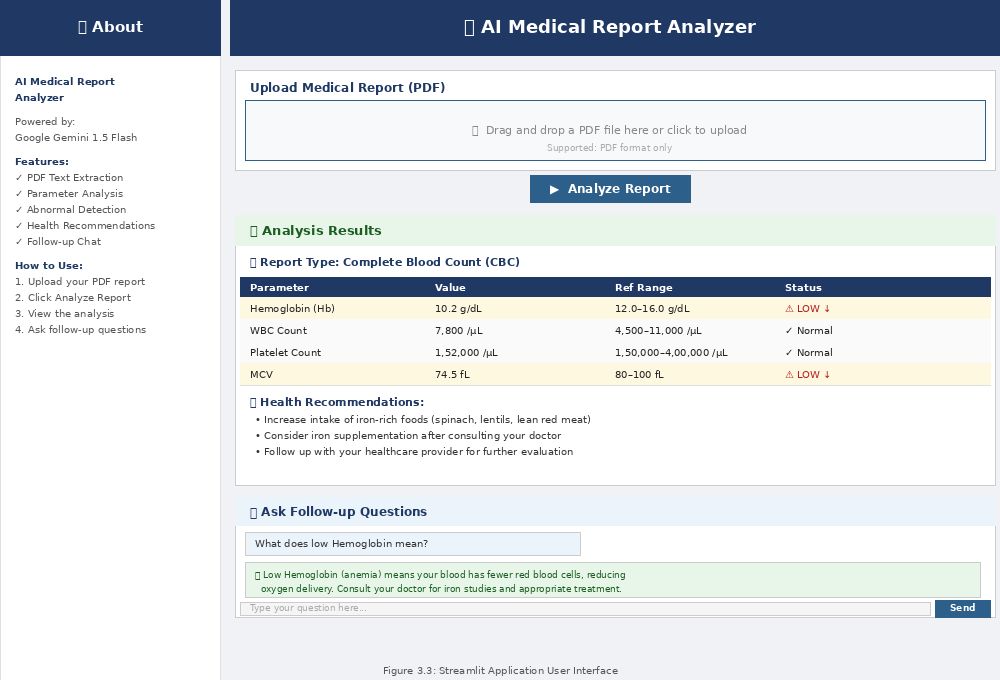 About
AI Medical Report
Analyzer
Powered by:
Google Gemini 1.5 Flash
Features:
✓ PDF Text Extraction
✓ Parameter Analysis
✓ Abnormal Detection
✓ Health Recommendations
✓ Follow-up Chat
How to Use:
1. Upload your PDF report
2. Click Analyze Report
3. View the analysis
4. Ask follow-up questions
AI Medical Report Analyzer
Upload Medical Report (PDF)
Drag and drop a PDF file here or click to upload
Supported: PDF format only
▶ Analyze Report
Analysis Results
Report Type: Complete Blood Count (CBC)
Parameter Value Ref Range Status
Hemoglobin (Hb) 10.2 g/dL 12.0–16.0 g/dL ⚠ LOW ↓
WBC Count 7,800 /μL 4,500–11,000 /μL ✓ Normal
Platelet Count 1,52,000 /μL 1,50,000–4,00,000 /μL ✓ Normal
MCV 74.5 fL 80–100 fL ⚠ LOW ↓
Health Recommendations:
• Increase intake of iron-rich foods (spinach, lentils, lean red meat)
• Consider iron supplementation after consulting your doctor
• Follow up with your healthcare provider for further evaluation
Ask Follow-up Questions
What does low Hemoglobin mean?
Low Hemoglobin (anemia) means your blood has fewer red blood cells, reducing
oxygen delivery. Consult your doctor for iron studies and appropriate treatment.
Type your question here...
Send
Figure 3.3: Streamlit Application User Interface